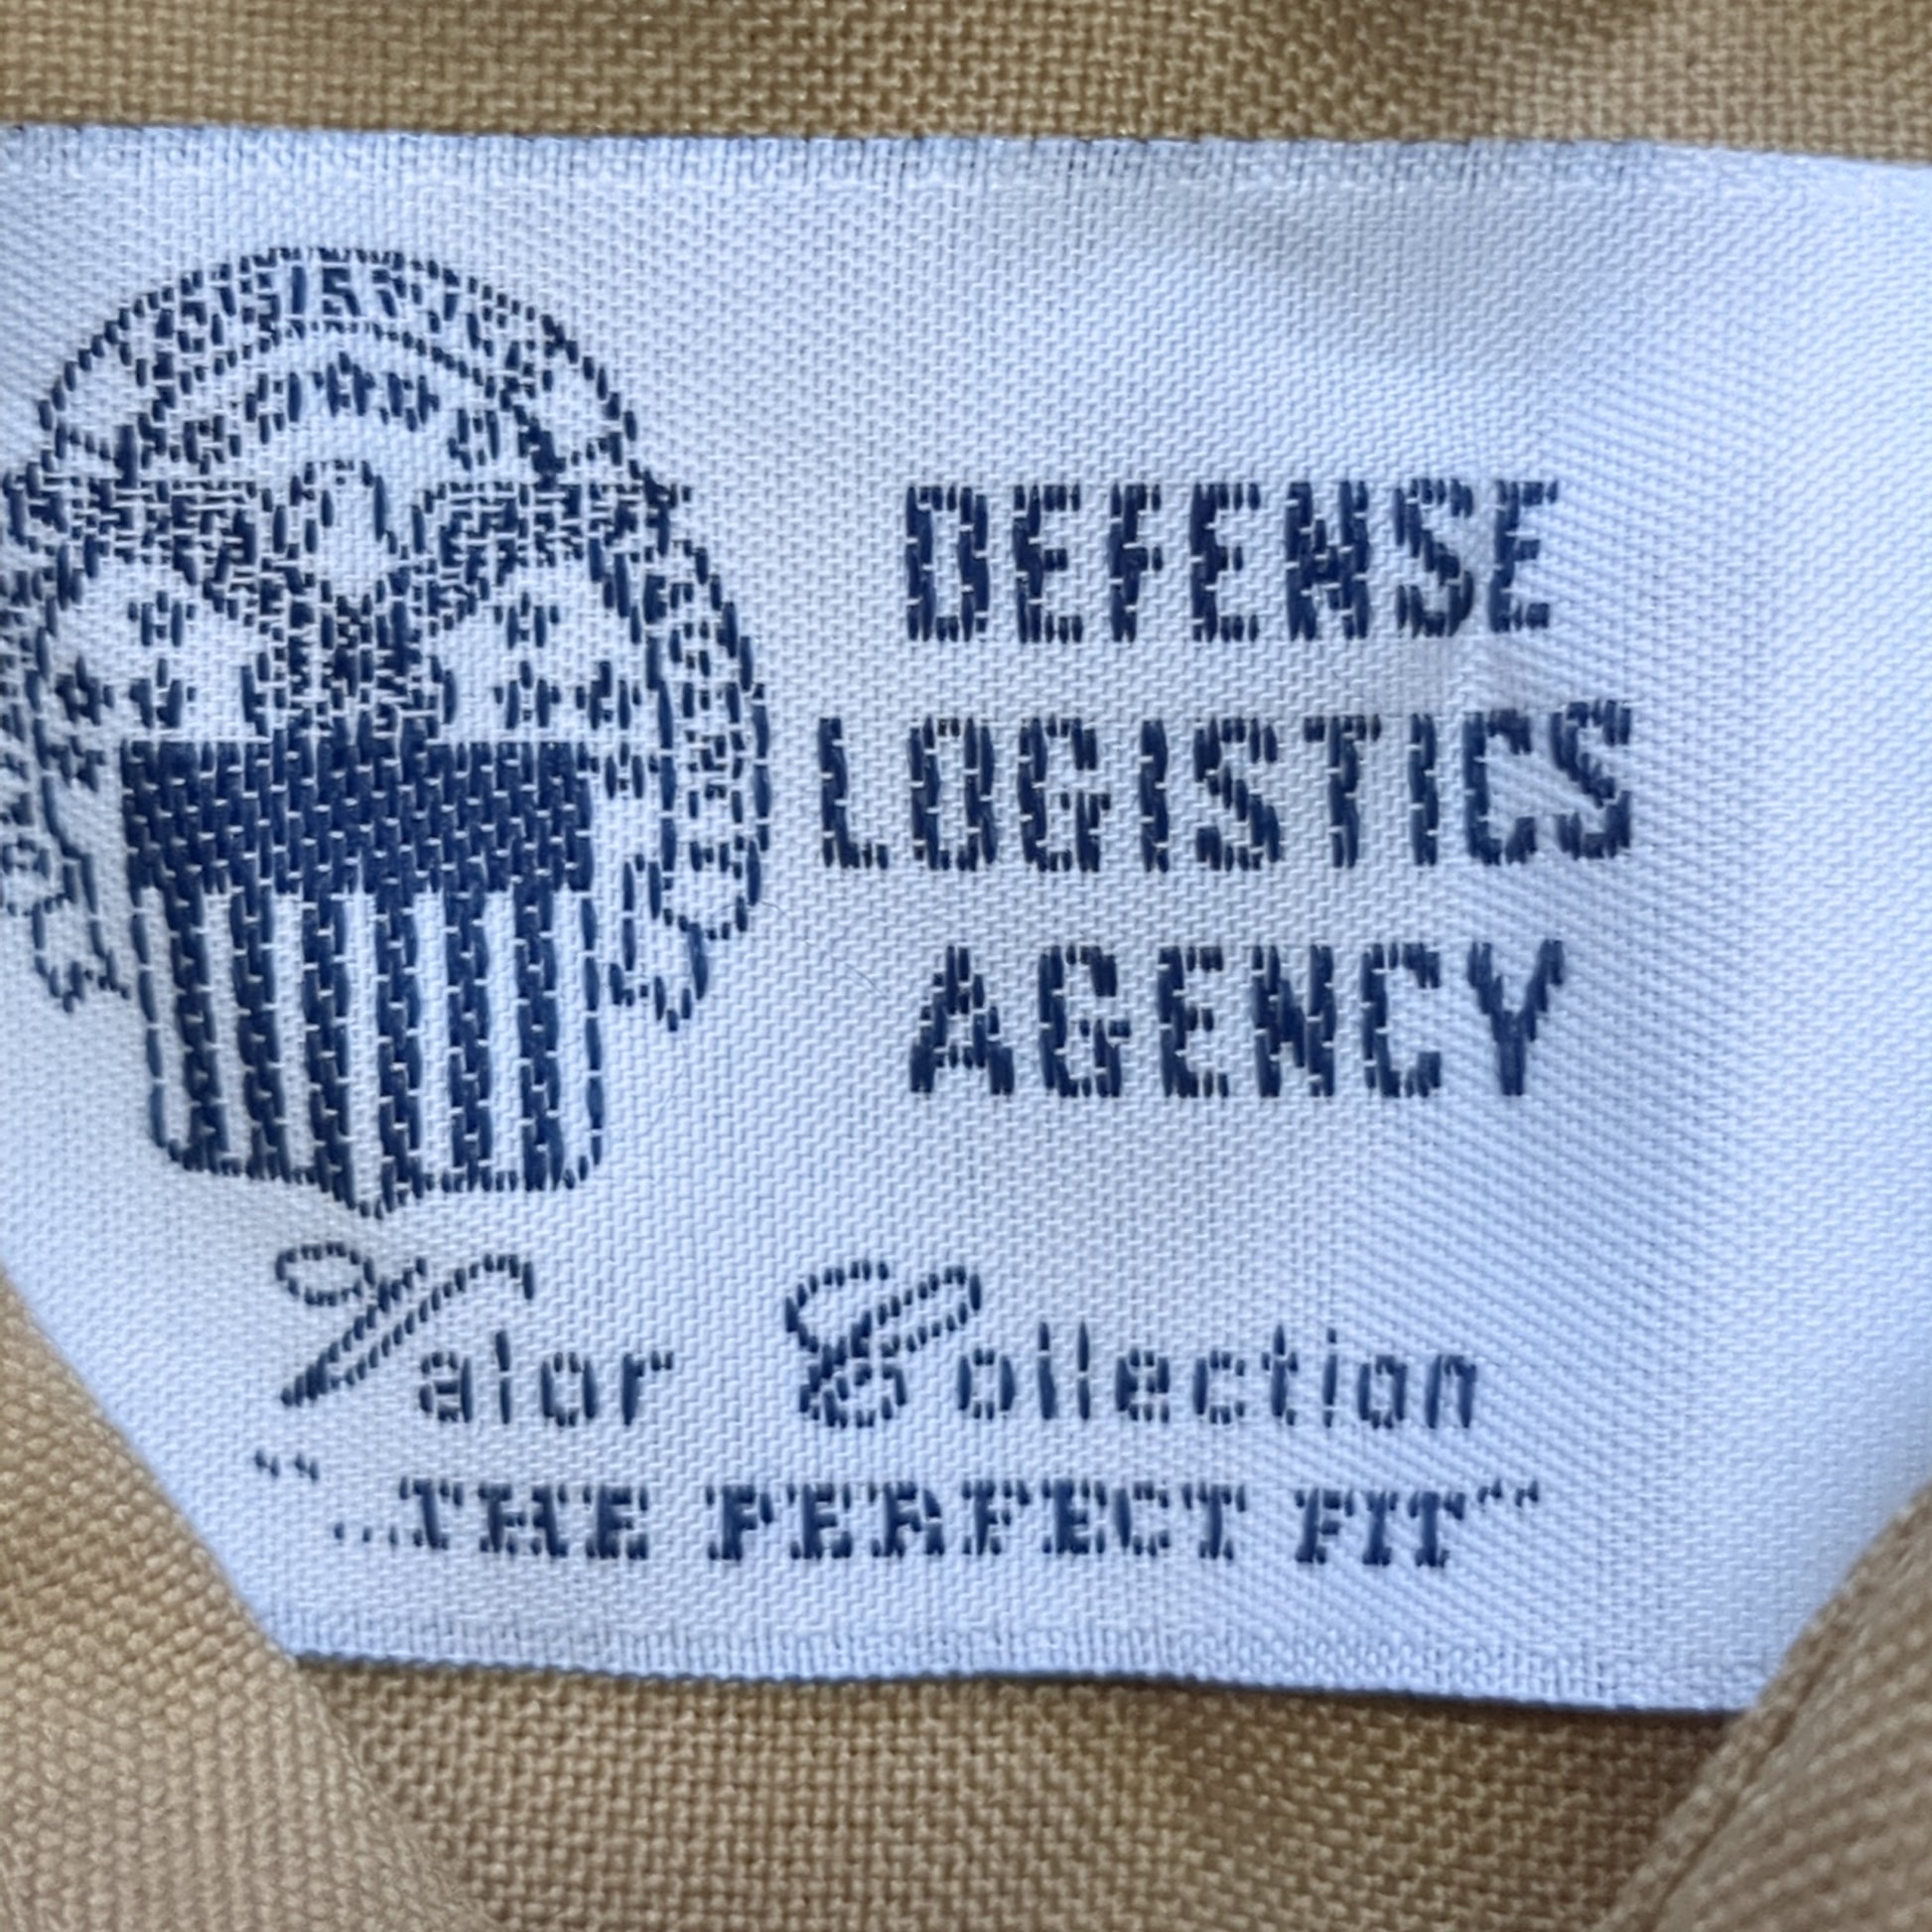 DEFENSE
LOGISTICS
AGENCY
Valor Collection
"...THE PERFECT FIT"